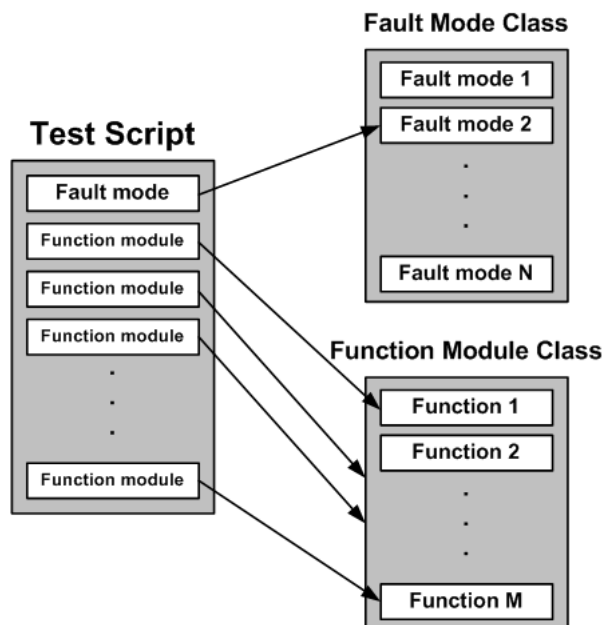 Fault Mode Class
Fault mode 1
Fault mode 2
.
.
.
Fault mode N
Test Script
Fault mode
Function module
Function module
Function module
.
.
.
Function module
Function Module Class
Function 1
Function 2
.
.
.
Function M